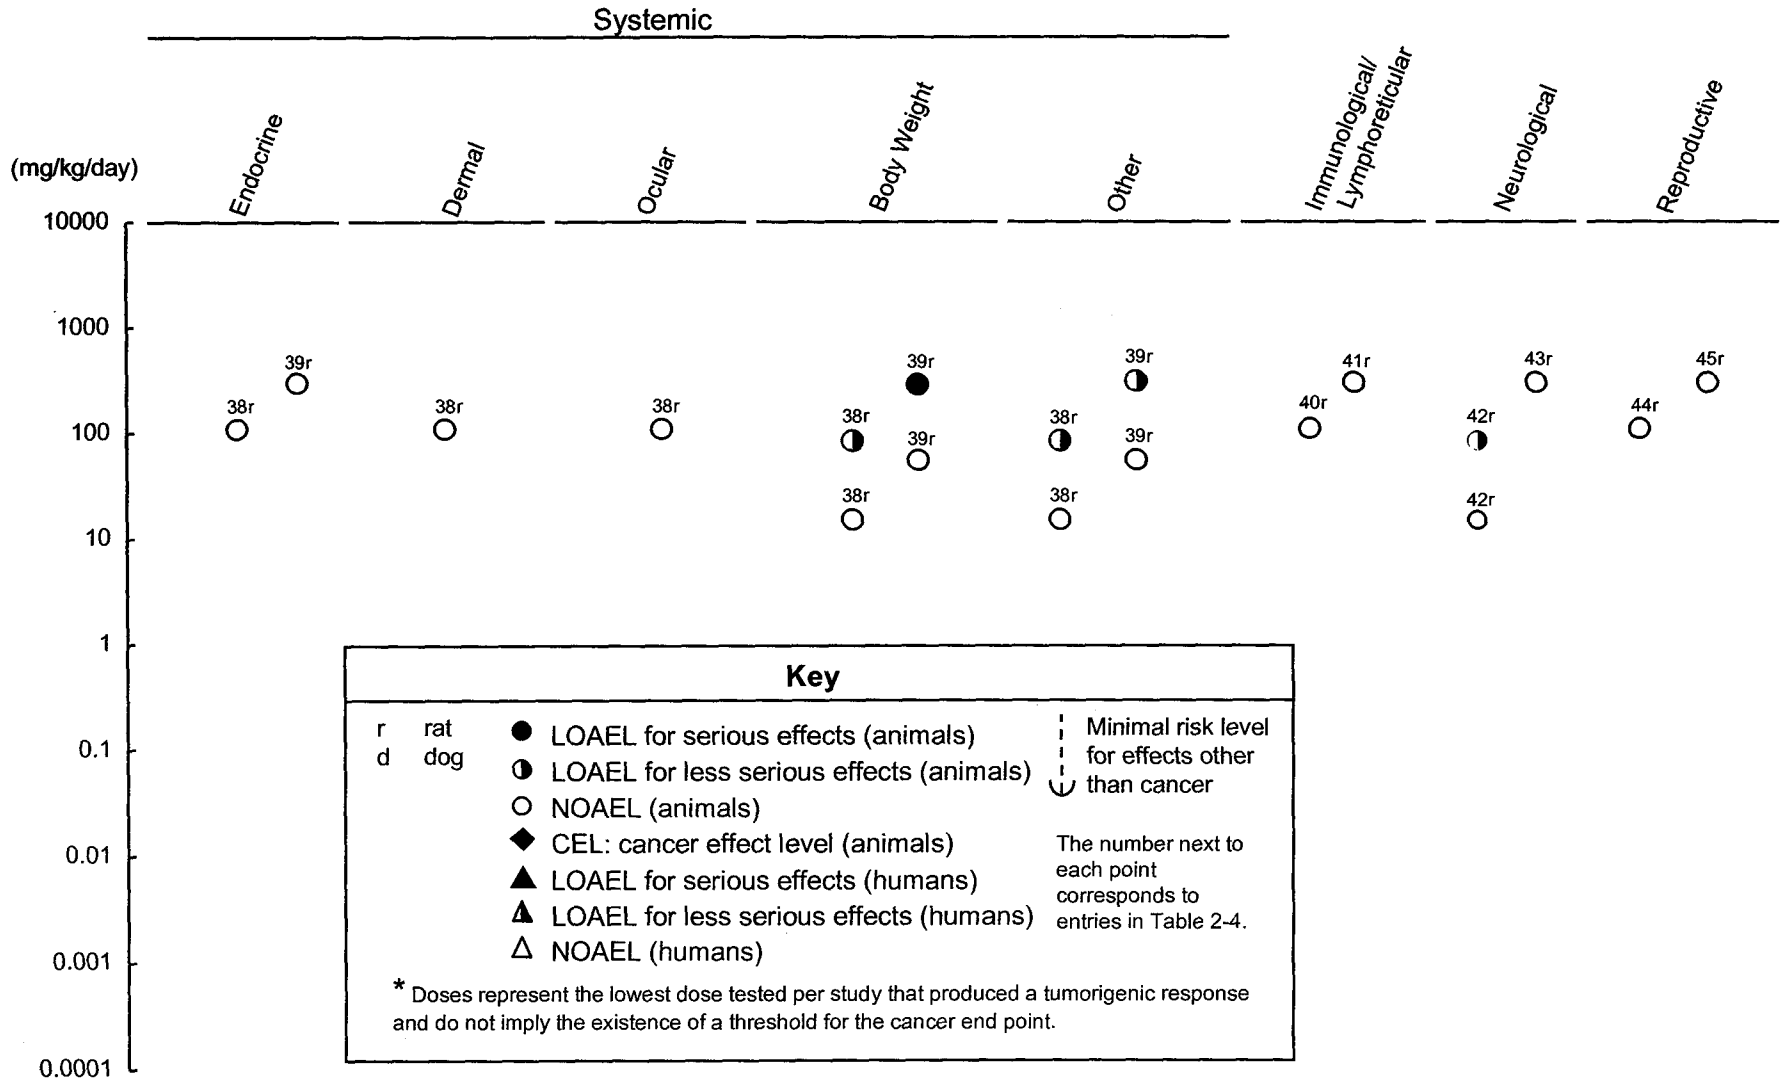 Systemic
(mg/kg/day)
Endocrine
Dermal
Ocular
Body Weight
Other
Immunological/
Lymphoreticular
Neurological
Reproductive
10000
1000
39r
39r
39r
41r
43r
45r
38r
38r
38r
38r
38r
40r
42r
44r
100
39r
39r
38r
38r
42r
10
1
Key
r rat
d dog
LOAEL for serious effects (animals)
LOAEL for less serious effects (animals)
NOAEL (animals)
CEL: cancer effect level (animals)
LOAEL for serious effects (humans)
LOAEL for less serious effects (humans)
NOAEL (humans)
Minimal risk level
for effects other
than cancer
The number next to
each point
corresponds to
entries in Table 2-4.
* Doses represent the lowest dose tested per study that produced a tumorigenic response
and do not imply the existence of a threshold for the cancer end point.
0.1
0.01
0.001
0.0001